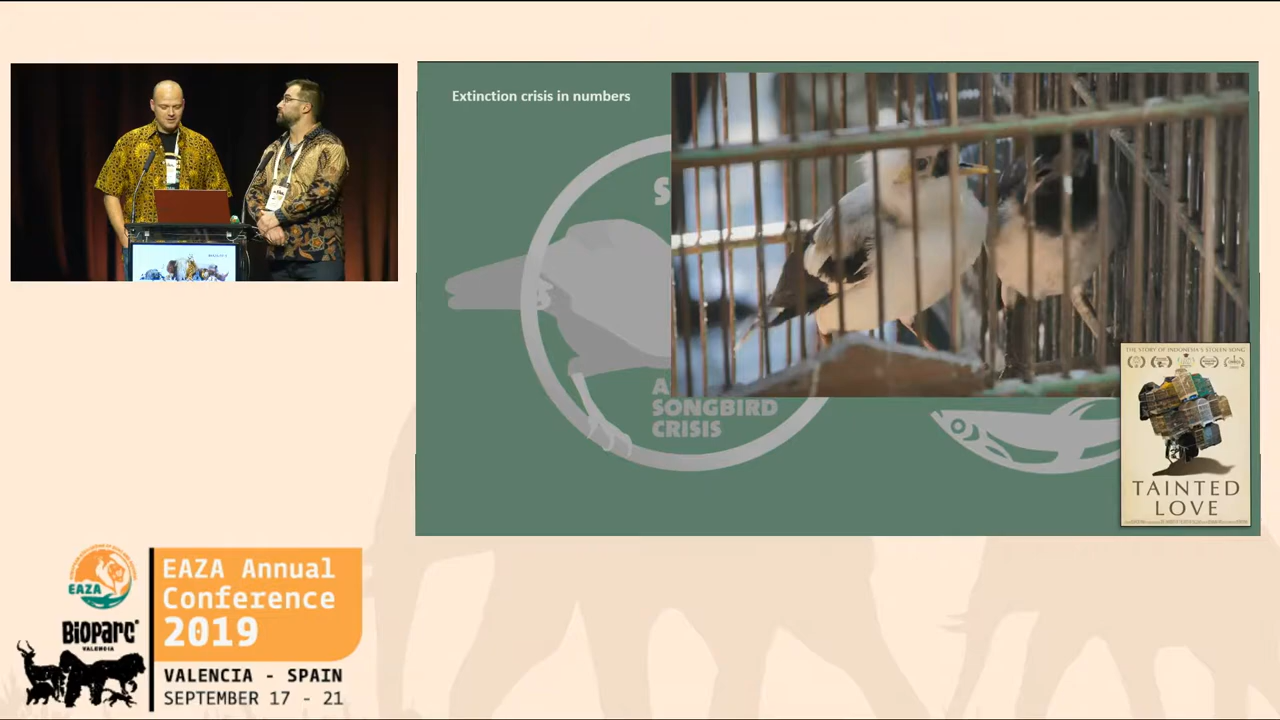 Extinction crisis in numbers
S
A
SONGBIRD
CRISIS
THE STORY OF INDONESIA'S STOLEN SONG
TAINTED
LOVE
EAZA
BIOPARC
VALENCIA
EAZA Annual
Conference
2019
VALENCIA - SPAIN
SEPTEMBER 17 - 21